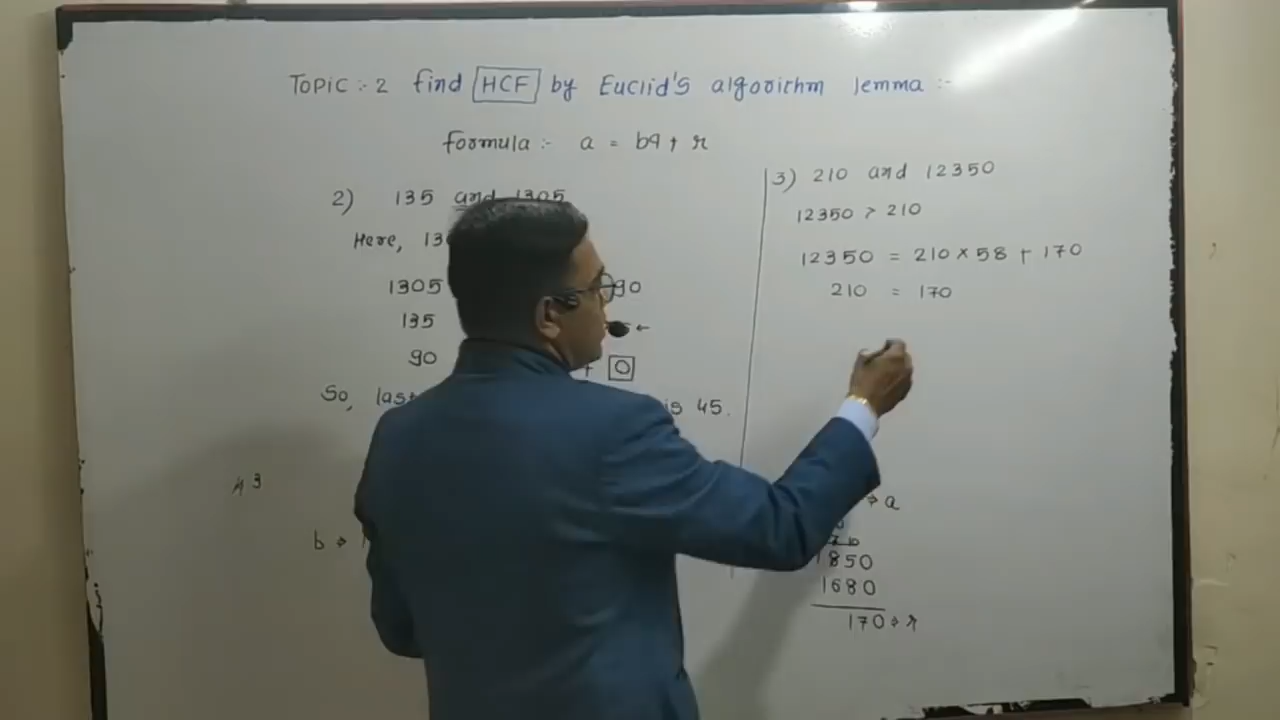 TOPIC :- 2 find HCF by Euclid's algorithm lemma :-
formula :- a = bq + r
2) 135 and 1305
Here, 13
1305 90
135 ←
90 + 0
So, las is 45.
3) 210 and 12350
12350 > 210
12350 = 210 × 58 + 170
210 = 170
b ⇒
⇒ a
1850
1680
170 ⇒ r